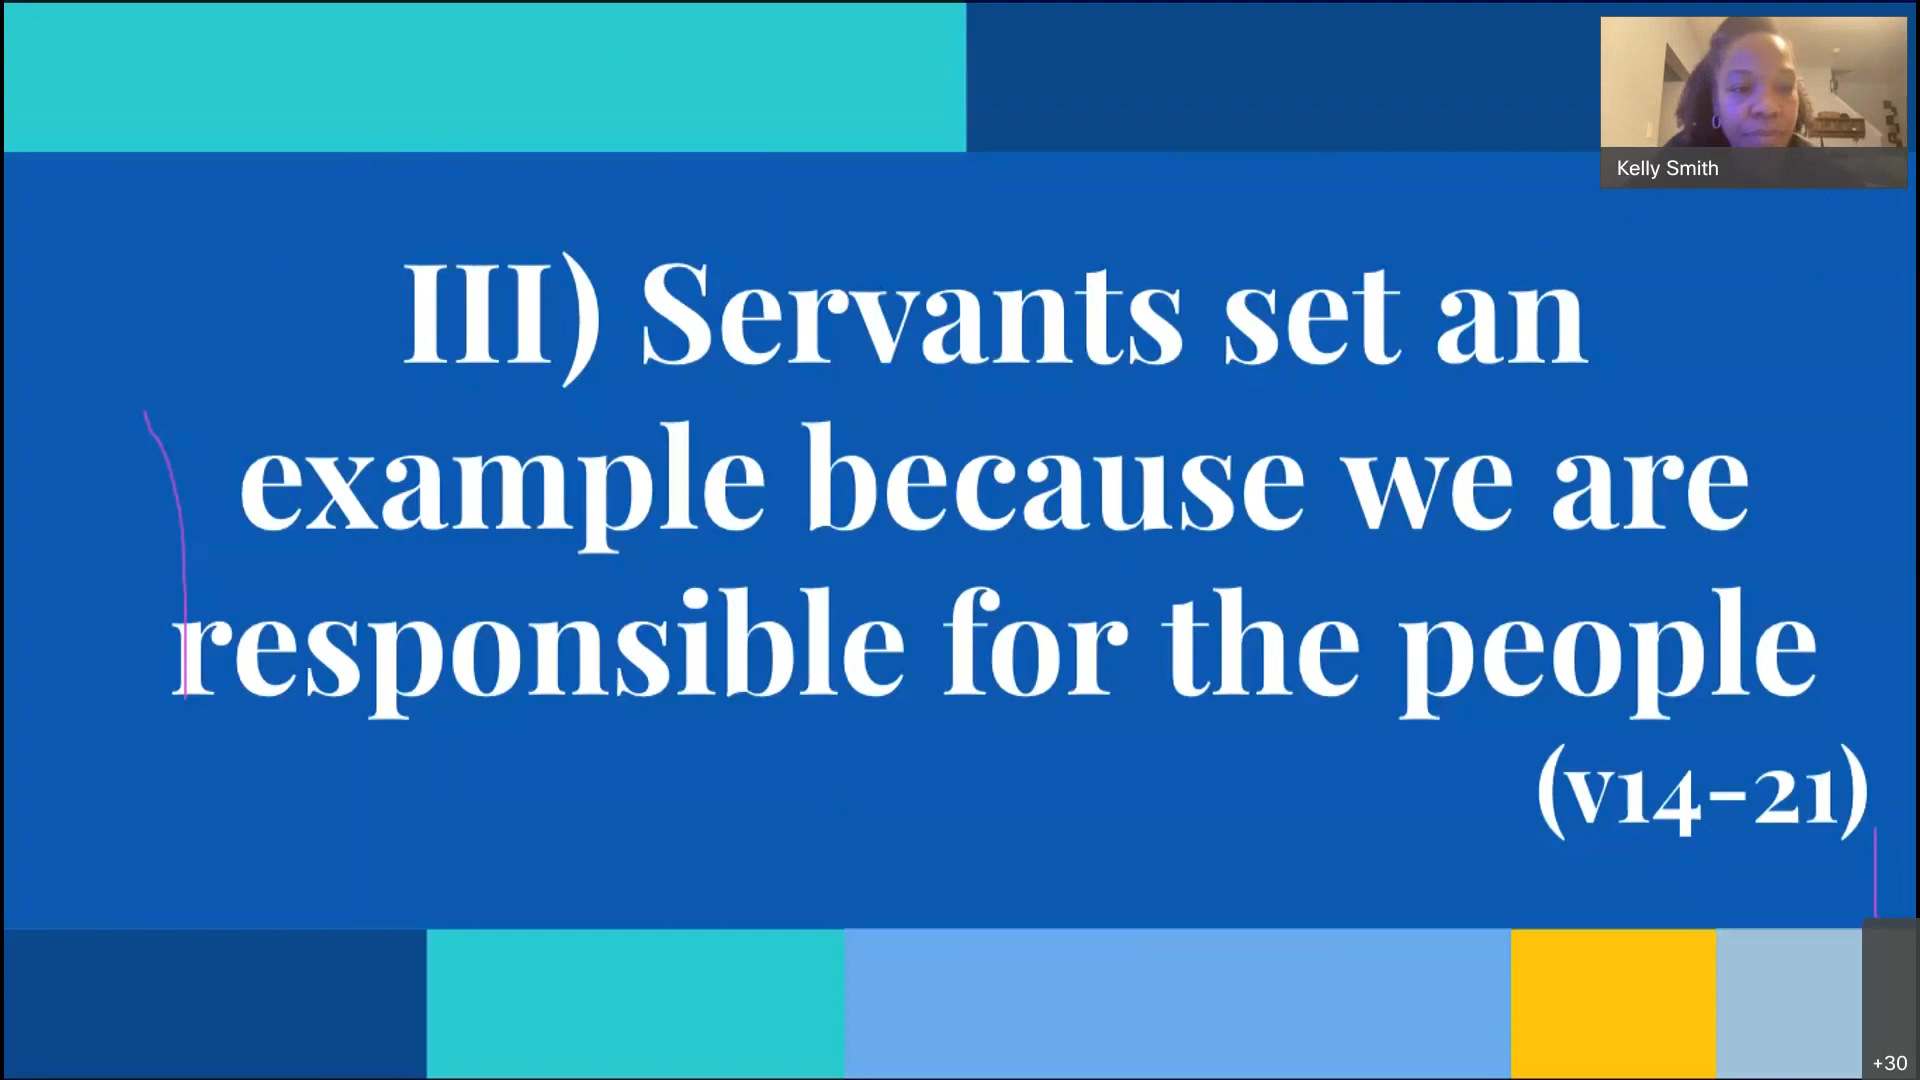 Kelly Smith
III) Servants set an
example because we are
responsible for the people
(v14-21)
+30